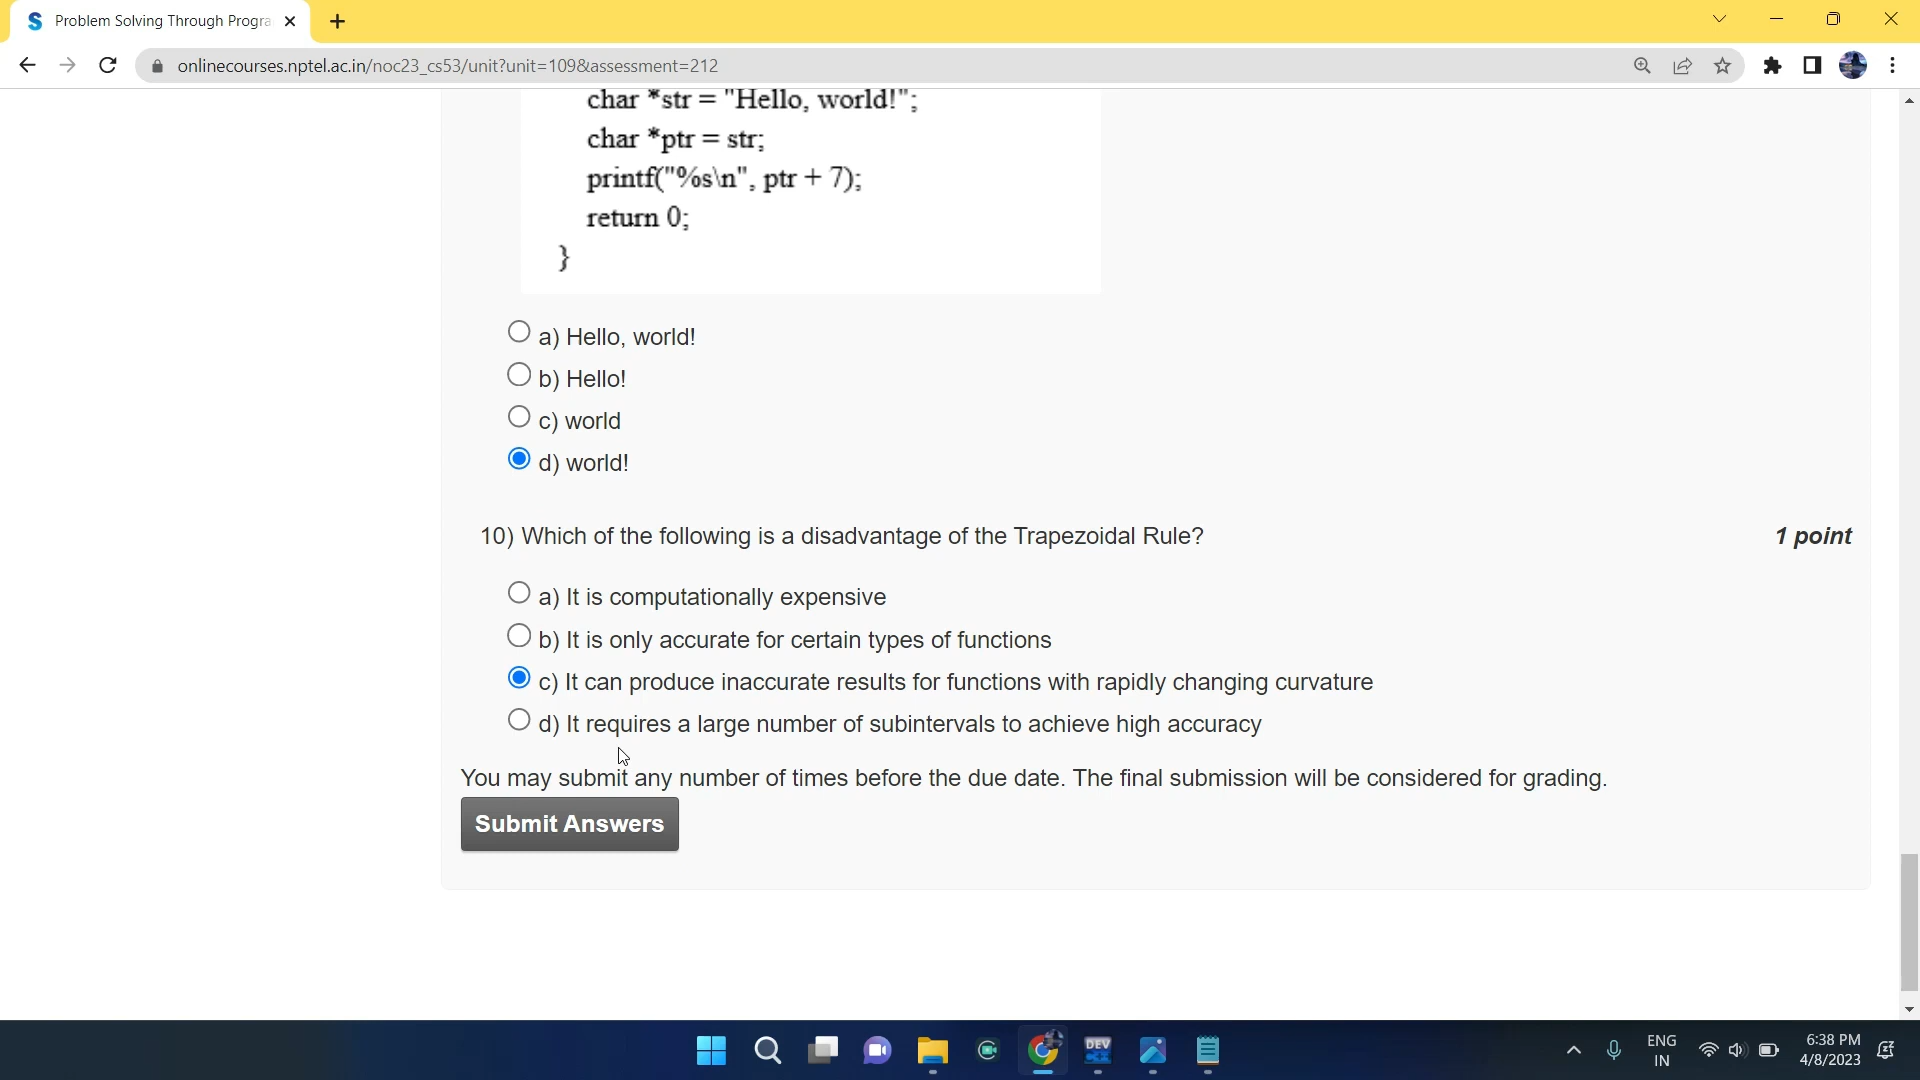 Problem Solving Through Progra
onlinecourses.nptel.ac.in/noc23_cs53/unit?unit=109&assessment=212
char *str = "Hello, world!";
char *ptr = str;
printf("%s\n", ptr + 7);
return 0;
}
a) Hello, world!
b) Hello!
c) world
d) world!
10) Which of the following is a disadvantage of the Trapezoidal Rule? 1 point
a) It is computationally expensive
b) It is only accurate for certain types of functions
c) It can produce inaccurate results for functions with rapidly changing curvature
d) It requires a large number of subintervals to achieve high accuracy
You may submit any number of times before the due date. The final submission will be considered for grading.
Submit Answers
DEV
ENG
IN
6:38 PM
4/8/2023